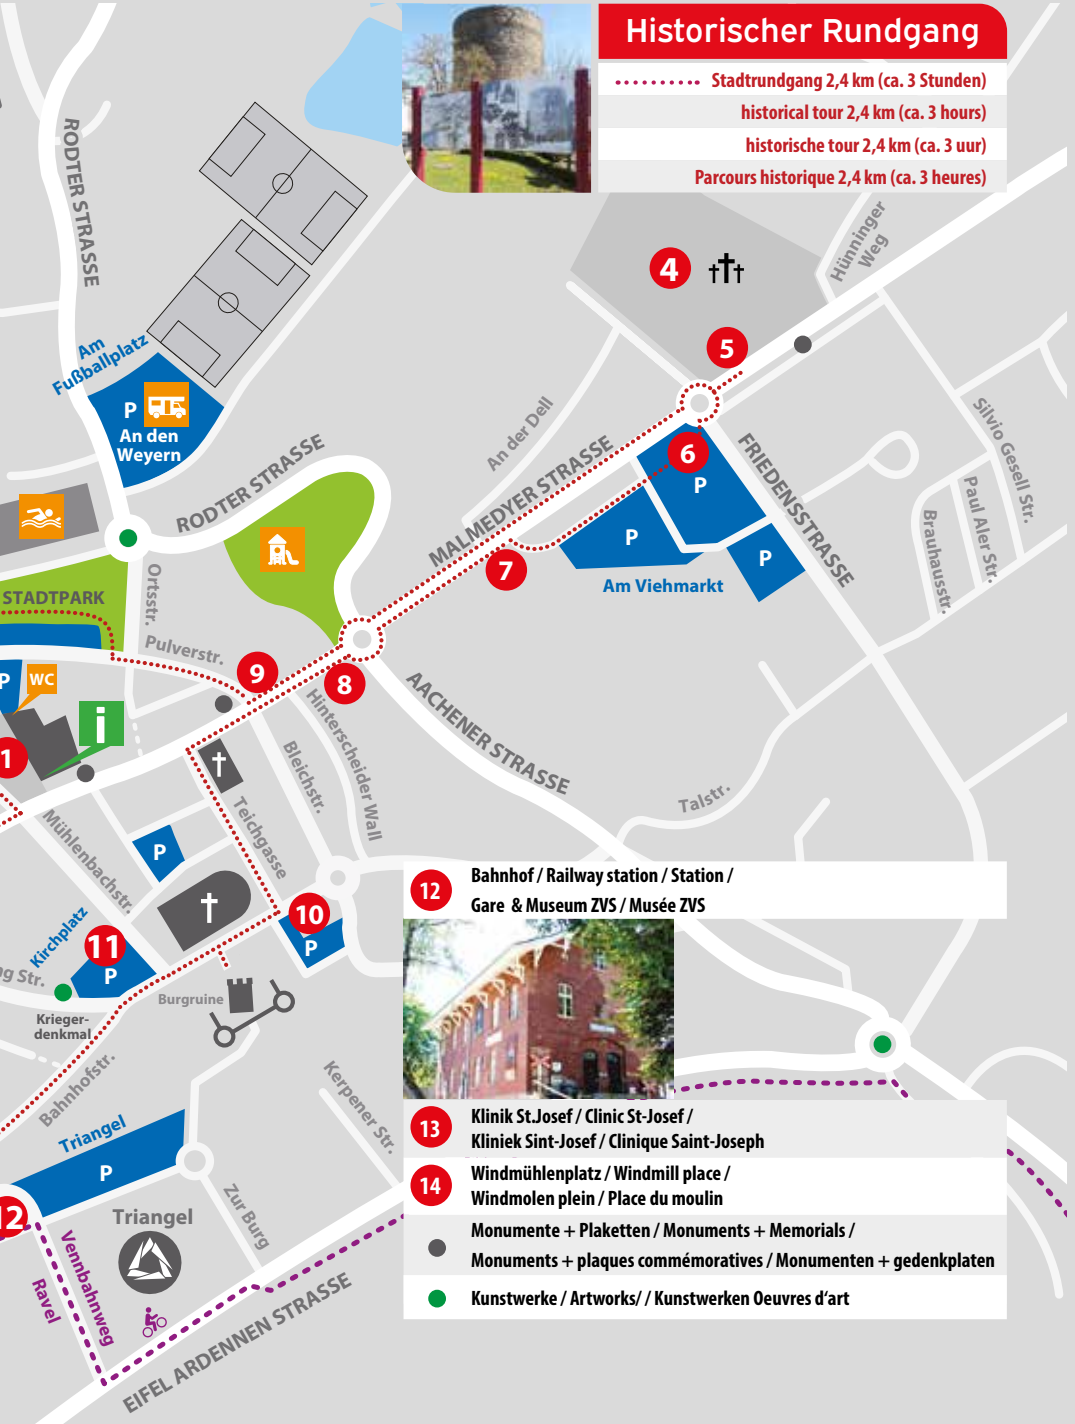 Historischer Rundgang
Stadtrundgang 2,4 km (ca. 3 Stunden)
historical tour 2,4 km (ca. 3 hours)
historische tour 2,4 km (ca. 3 uur)
Parcours historique 2,4 km (ca. 3 heures)
RODTER STRASSE
Hünninger
Weg
4
5
Am
Fußballplatz
P
An den
Weyern
An der Dell
Silvio Gesell Str.
RODTER STRASSE
MALMEDYER STRASSE
6
P
FRIEDENSSTRASSE
Paul Aler Str.
Brauhausstr.
P
P
7
Am Viehmarkt
Ortsstr.
STADTPARK
Pulverstr.
9
8
P
WC
i
1
AACHENER STRASSE
Hinterscheider Wall
Bleichstr.
Teichgasse
Talstr.
Mühlenbachstr.
P
Kirchplatz
11
P
10
P
og Str.
Krieger-
denkmal
Burgruine
Bahnhofstr.
Kerpener Str.
Triangel
P
12
Triangel
Zur Burg
Vennbahnweg
Ravel
EIFEL ARDENNEN STRASSE
12
Bahnhof / Railway station / Station /
Gare & Museum ZVS / Musée ZVS
13
Klinik St.Josef / Clinic St-Josef /
Kliniek Sint-Josef / Clinique Saint-Joseph
14
Windmühlenplatz / Windmill place /
Windmolen plein / Place du moulin
Monumente + Plaketten / Monuments + Memorials /
Monuments + plaques commémoratives / Monumenten + gedenkplaten
Kunstwerke / Artworks/ / Kunstwerken Oeuvres d‘art